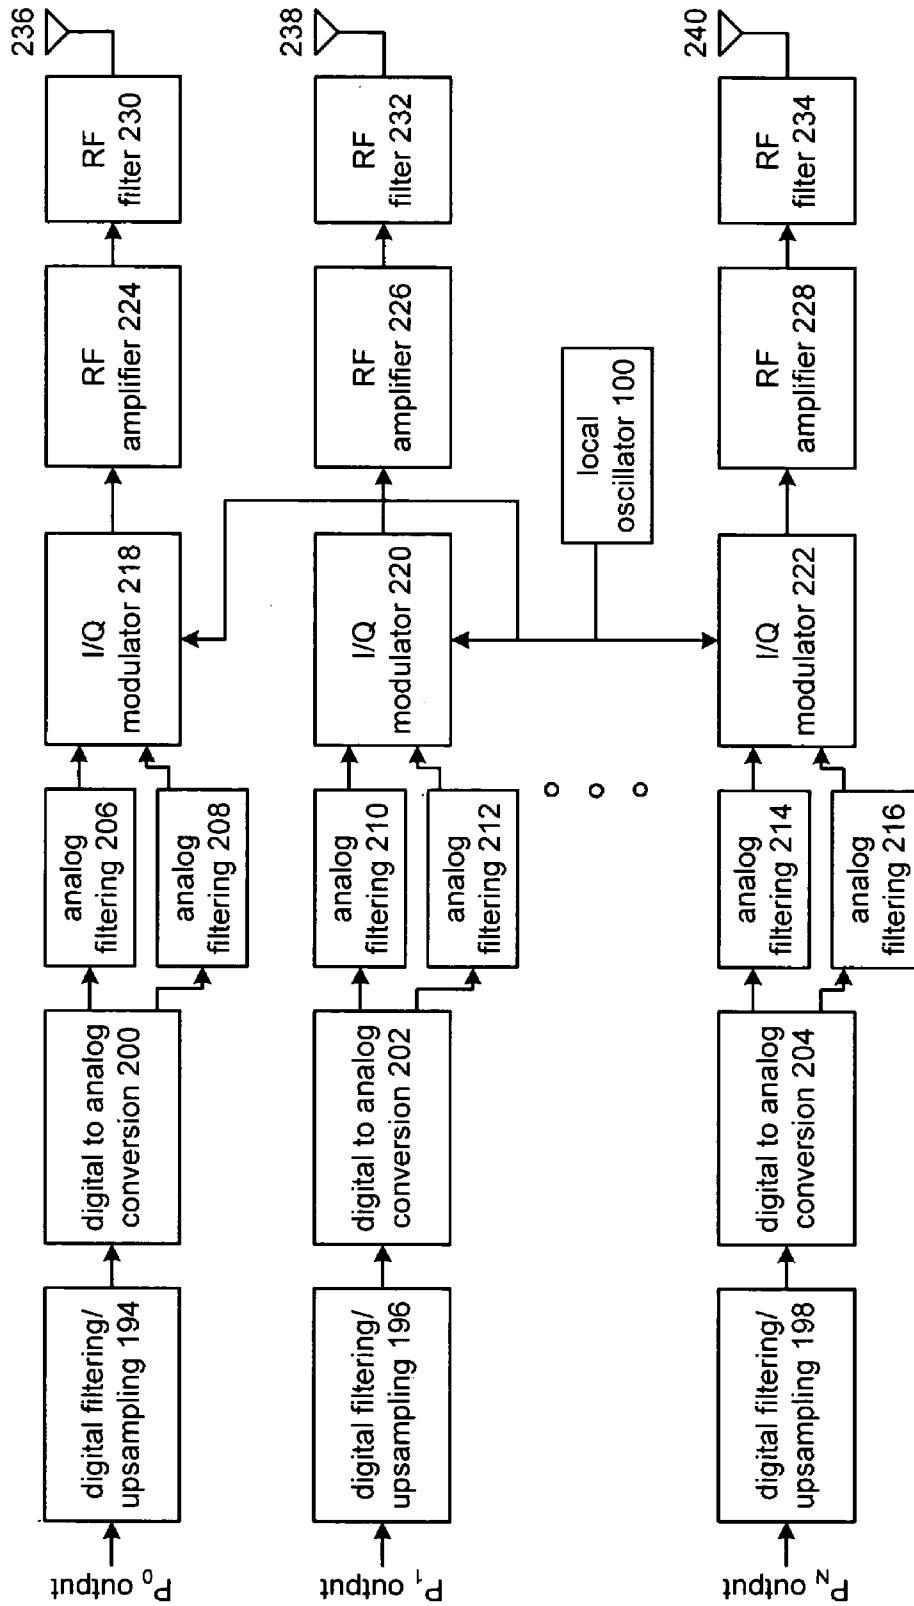 P0 output
digital filtering/
upsampling 194
digital to analog
conversion 200
analog
filtering 206
analog
filtering 208
I/Q
modulator 218
RF
amplifier 224
RF
filter 230
236
P1 output
digital filtering/
upsampling 196
digital to analog
conversion 202
analog
filtering 210
analog
filtering 212
I/Q
modulator 220
RF
amplifier 226
RF
filter 232
238
local
oscillator 100
PN output
digital filtering/
upsampling 198
digital to analog
conversion 204
analog
filtering 214
analog
filtering 216
I/Q
modulator 222
RF
amplifier 228
RF
filter 234
240